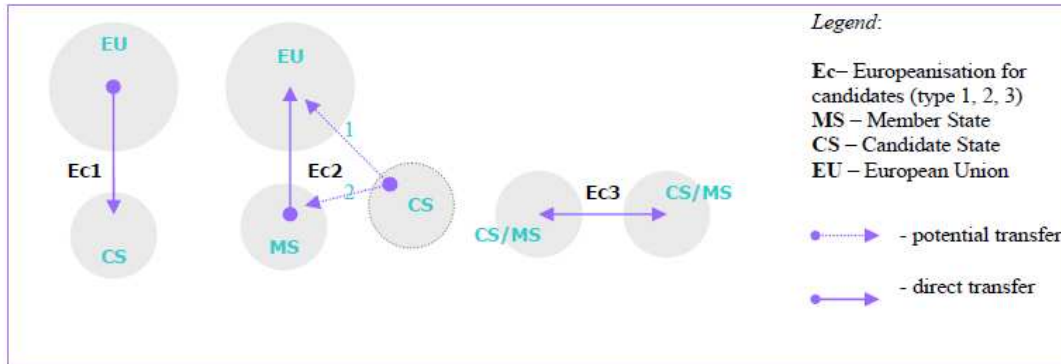 EU
Ec1
CS
EU
1
Ec2
2
CS
MS
CS/MS
Ec3
CS/MS
Legend:
Ec– Europeanisation for
candidates (type 1, 2, 3)
MS – Member State
CS – Candidate State
EU – European Union
- potential transfer
- direct transfer